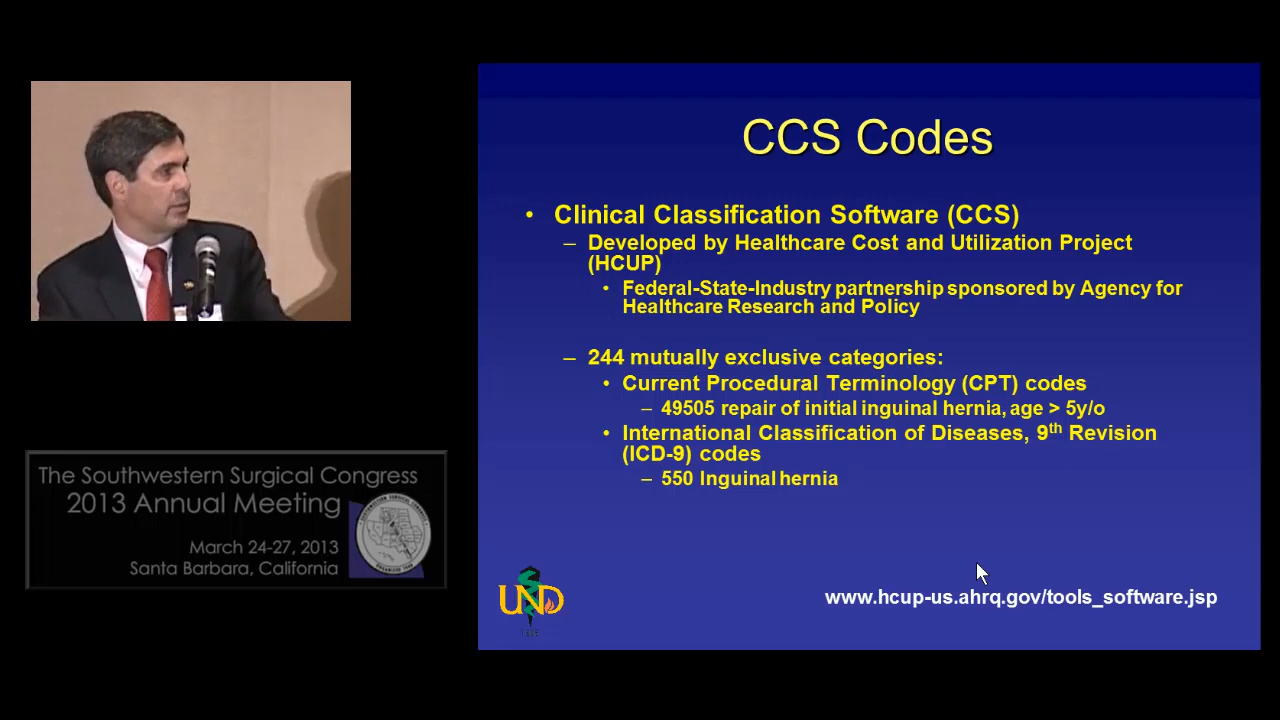 CCS Codes
• Clinical Classification Software (CCS)
– Developed by Healthcare Cost and Utilization Project
(HCUP)
• Federal-State-Industry partnership sponsored by Agency for
Healthcare Research and Policy
– 244 mutually exclusive categories:
• Current Procedural Terminology (CPT) codes
– 49505 repair of initial inguinal hernia, age > 5y/o
• International Classification of Diseases, 9th Revision
(ICD-9) codes
– 550 Inguinal hernia
UND
www.hcup-us.ahrq.gov/tools_software.jsp
The Southwestern Surgical Congress
2013 Annual Meeting
March 24-27, 2013
Santa Barbara, California